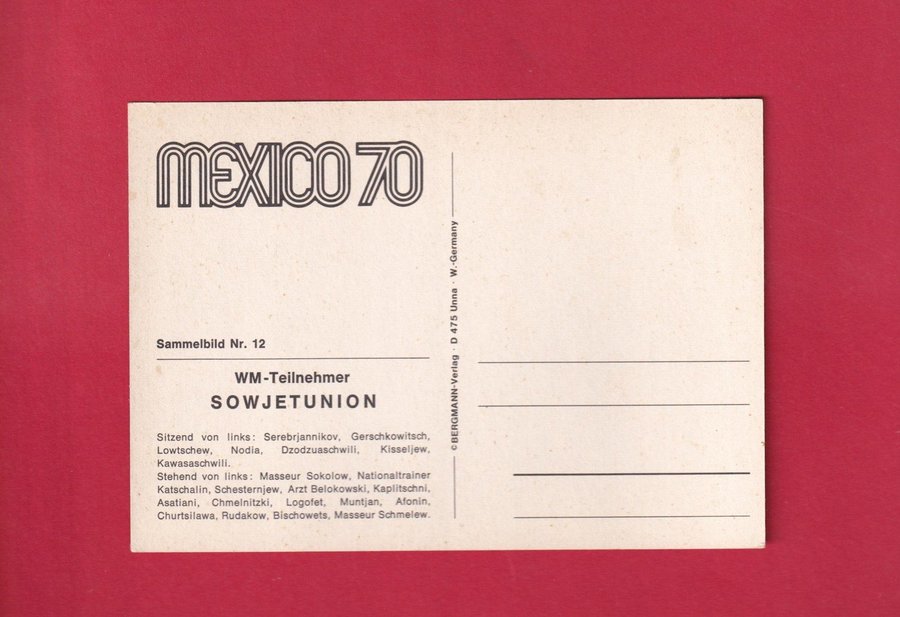 MEXICO 70
Sammelbild Nr. 12
WM-Teilnehmer
SOWJETUNION
Sitzend von links: Serebrjannikov, Gerschkowitsch,
Lowtschew, Nodia, Dzodzuaschwili, Kisseljew,
Kawasaschwili.
Stehend von links: Masseur Sokolow, Nationaltrainer
Katschalin, Schesternjew, Arzt Belokowski, Kaplitschni,
Asatiani, Chmelnitzki, Logofet, Muntjan, Afonin,
Churtsilawa, Rudakow, Bischowets, Masseur Schmelew.
©BERGMANN-Verlag · D 475 Unna · W.-Germany